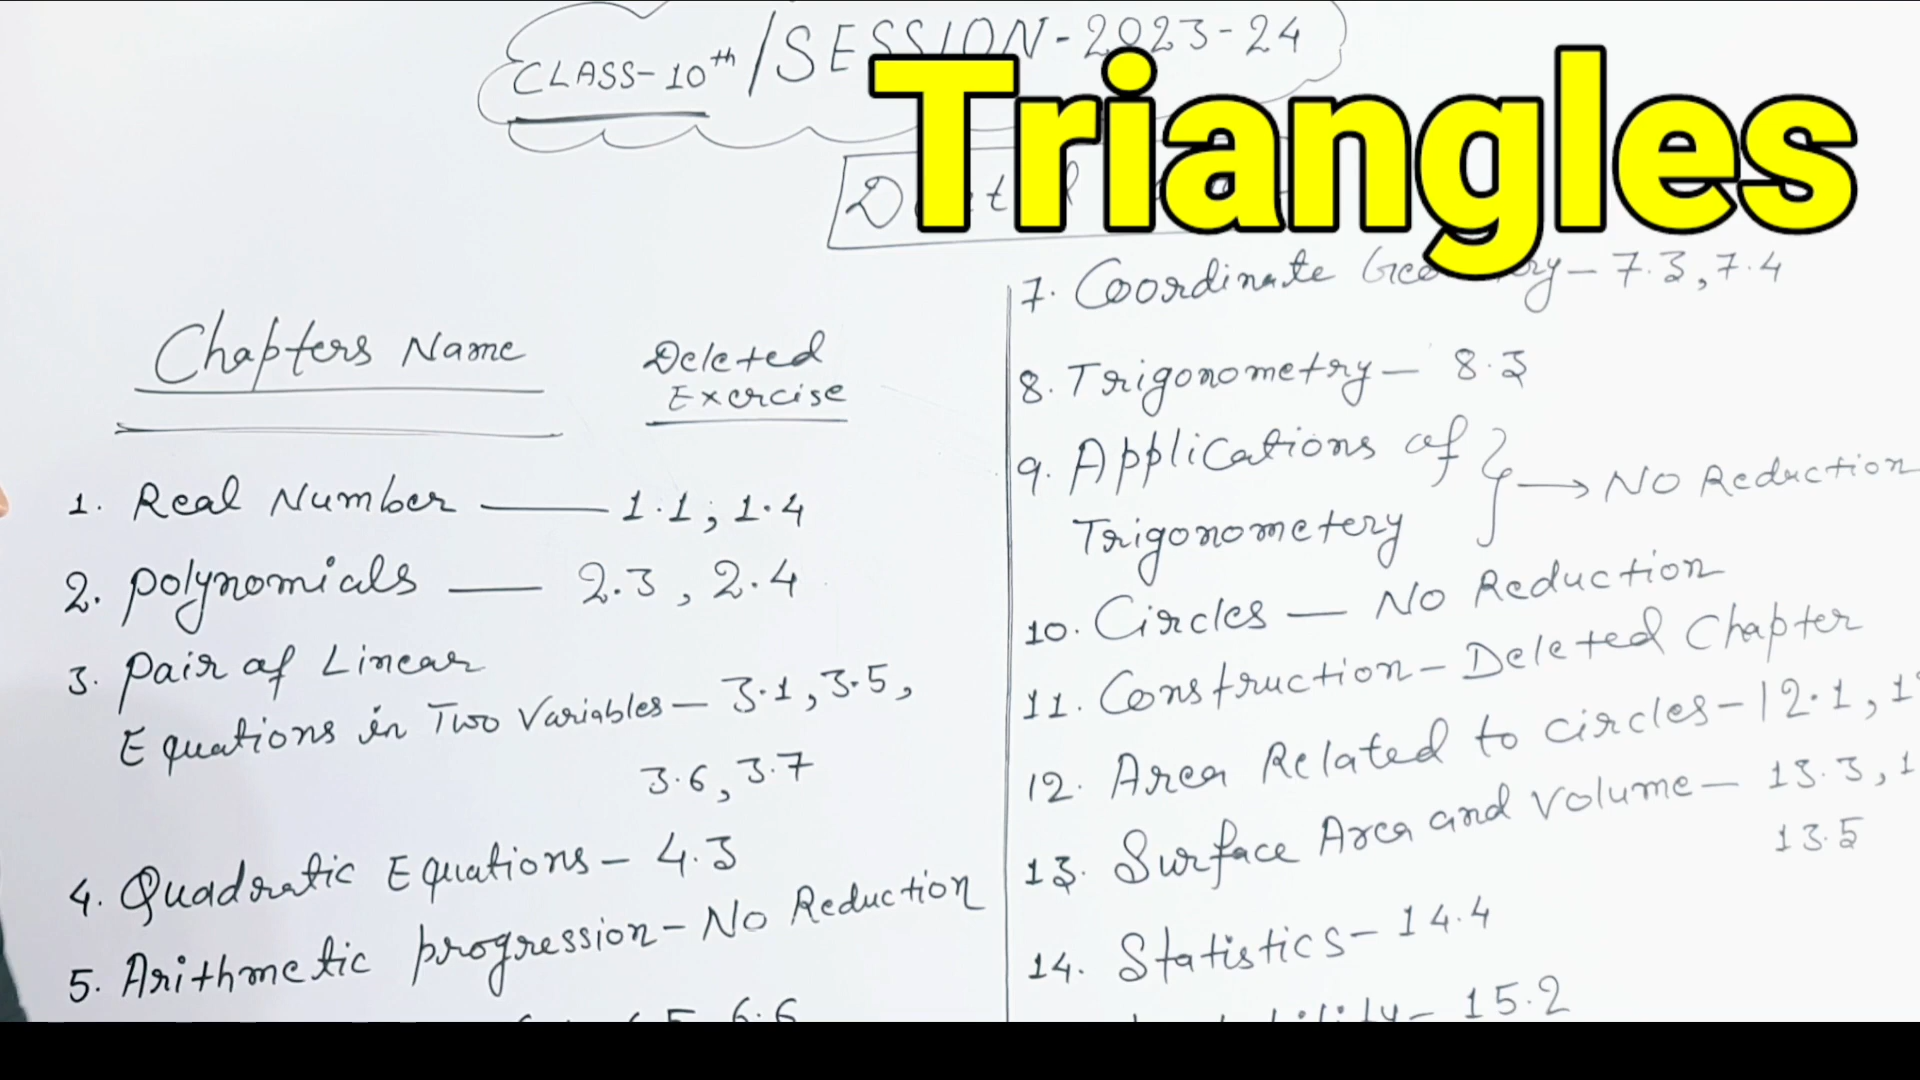 CLASS-10th/SESSION-2023-24
Triangles
Chapters Name
Deleted
Exercise
1. Real Number — 1.1, 1.4
2. polynomials — 2.3, 2.4
3. pair of Linear
Equations in Two Variables — 3.1, 3.5,
3.6, 3.7
4. Quadratic Equations - 4.3
5. Arithmetic progression - No Reduction
6.6
7. Coordinate Geometry - 7.3, 7.4
8. Trigonometry - 8.3
9. Applications of → NO Reduction
Trigonometery
10. Circles — NO Reduction
11. Construction - Deleted Chapter
12. Area Related to circles - 12.1,
13. Surface Area and volume - 13.3,
13.5
14. Statistics - 14.4
15.2